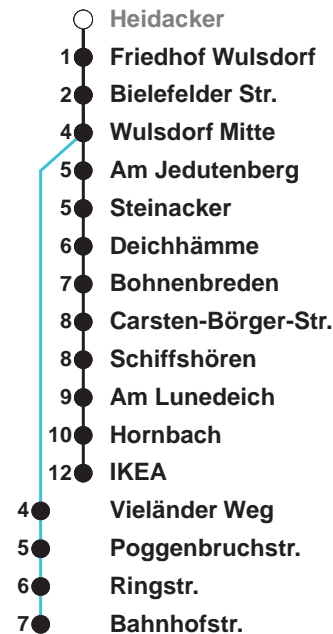 Heidacker
1 Friedhof Wulsdorf
2 Bielefelder Str.
4 Wulsdorf Mitte
5 Am Jedutenberg
5 Steinacker
6 Deichhämme
7 Bohnenbreden
8 Carsten-Börger-Str.
8 Schiffshören
9 Am Lunedeich
10 Hornbach
12 IKEA
4 Vieländer Weg
5 Poggenbruchstr.
6 Ringstr.
7 Bahnhofstr.